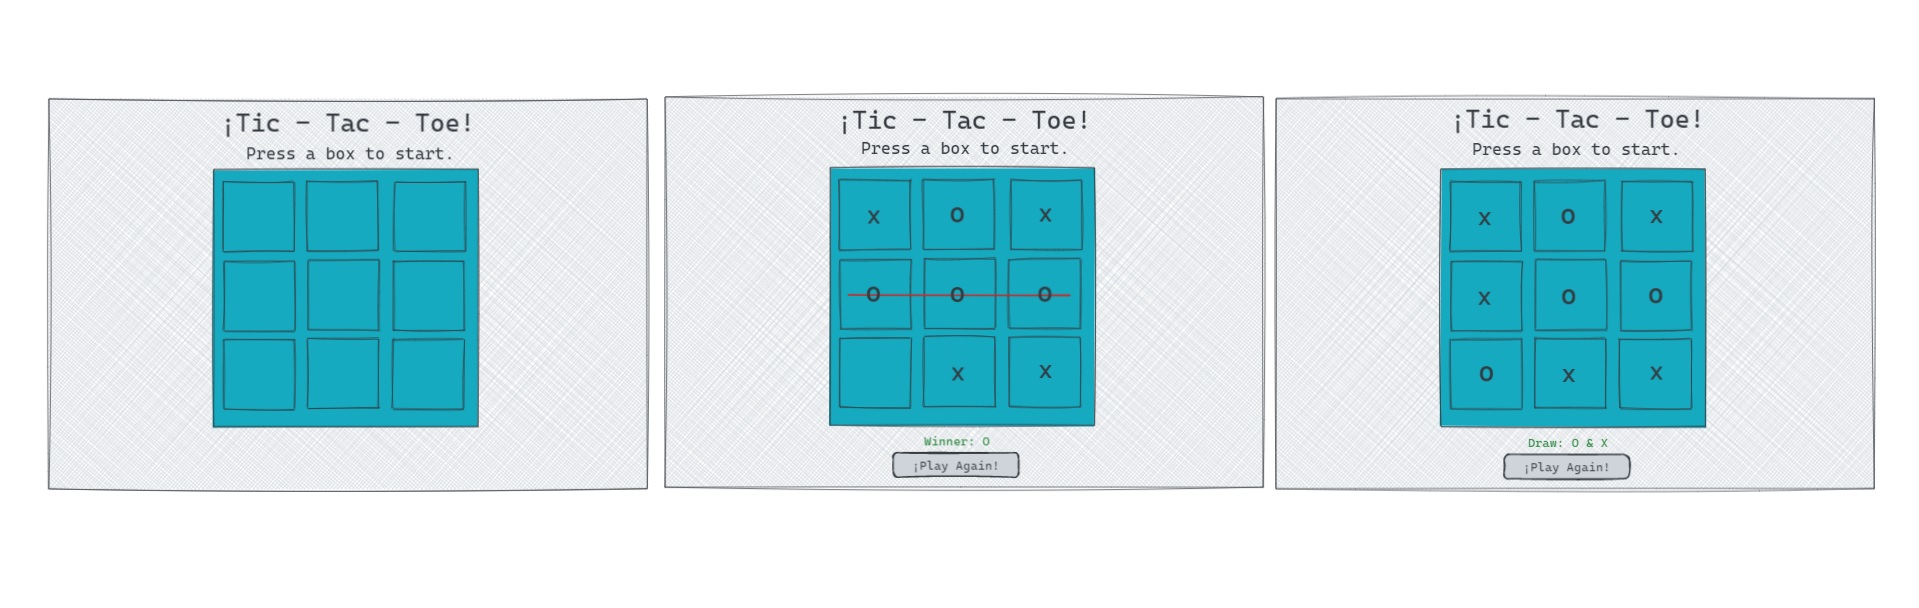 ¡Tic - Tac - Toe!
Press a box to start.
¡Tic - Tac - Toe!
Press a box to start.
x O x
O O O
x x
Winner: O
¡Play Again!
¡Tic - Tac - Toe!
Press a box to start.
x O x
x O O
O x x
Draw: O & X
¡Play Again!